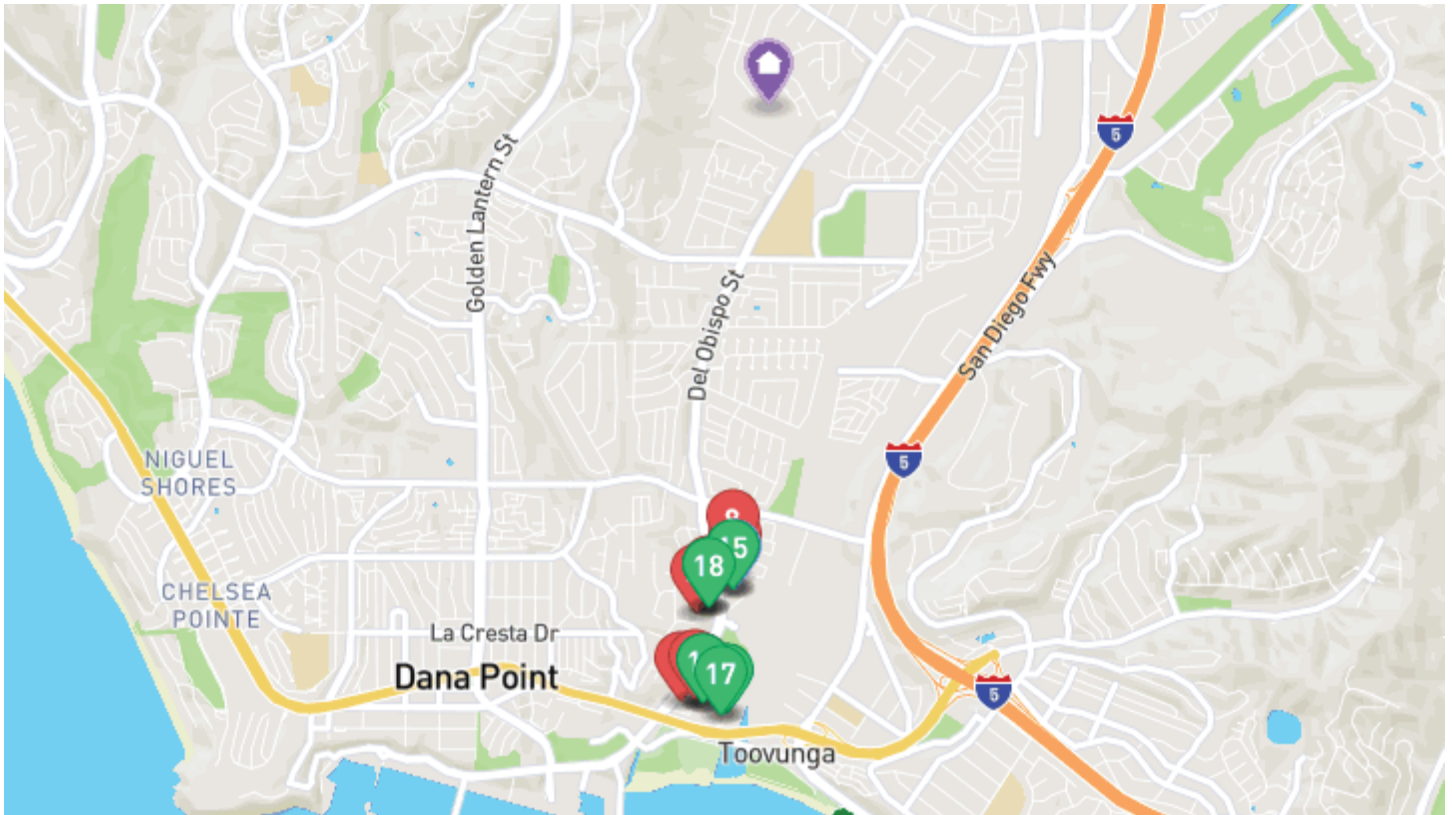 5
Golden Lantern St
San Diego Fwy
Del Obispo St
5
NIGUEL
SHORES
15
18
CHELSEA
POINTE
La Cresta Dr
Dana Point
17
5
Toovunga